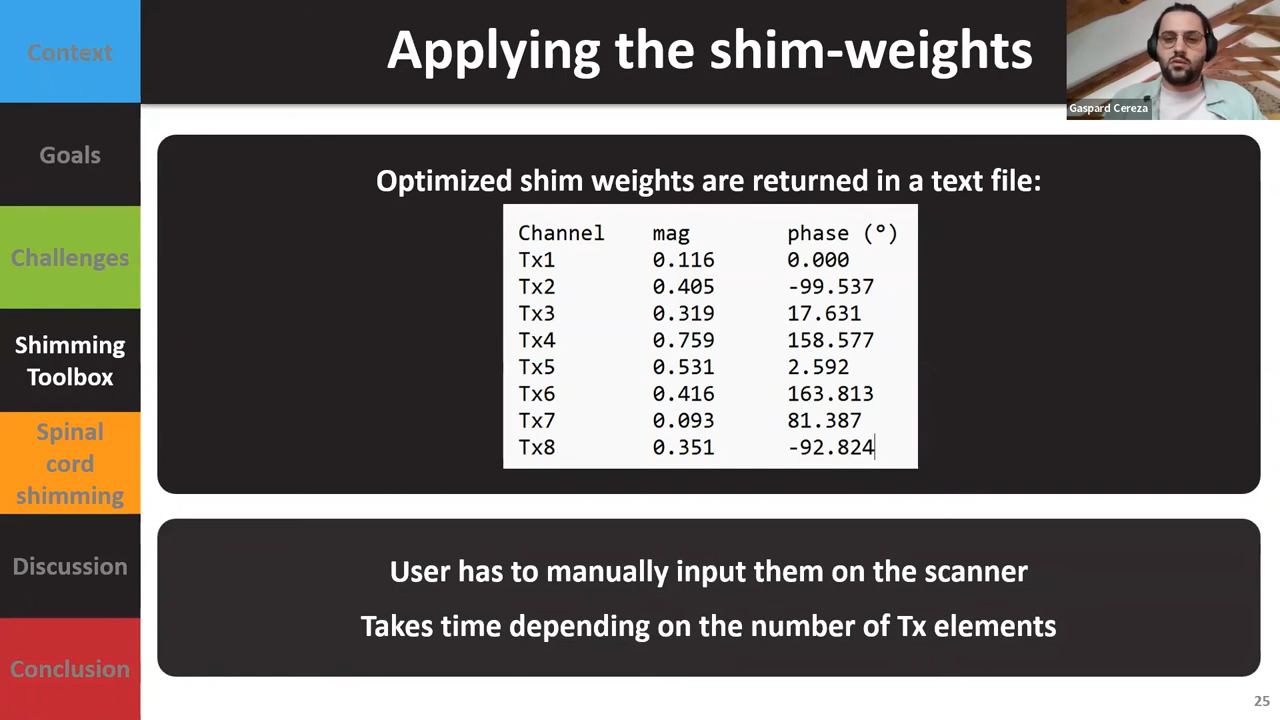 Context
Goals
Challenges
Shimming
Toolbox
Spinal
cord
shimming
Discussion
Conclusion
Applying the shim-weights
Gaspard Cereza
Optimized shim weights are returned in a text file:
Channel mag phase (°)
Tx1 0.116 0.000
Tx2 0.405 -99.537
Tx3 0.319 17.631
Tx4 0.759 158.577
Tx5 0.531 2.592
Tx6 0.416 163.813
Tx7 0.093 81.387
Tx8 0.351 -92.824
User has to manually input them on the scanner
Takes time depending on the number of Tx elements
25